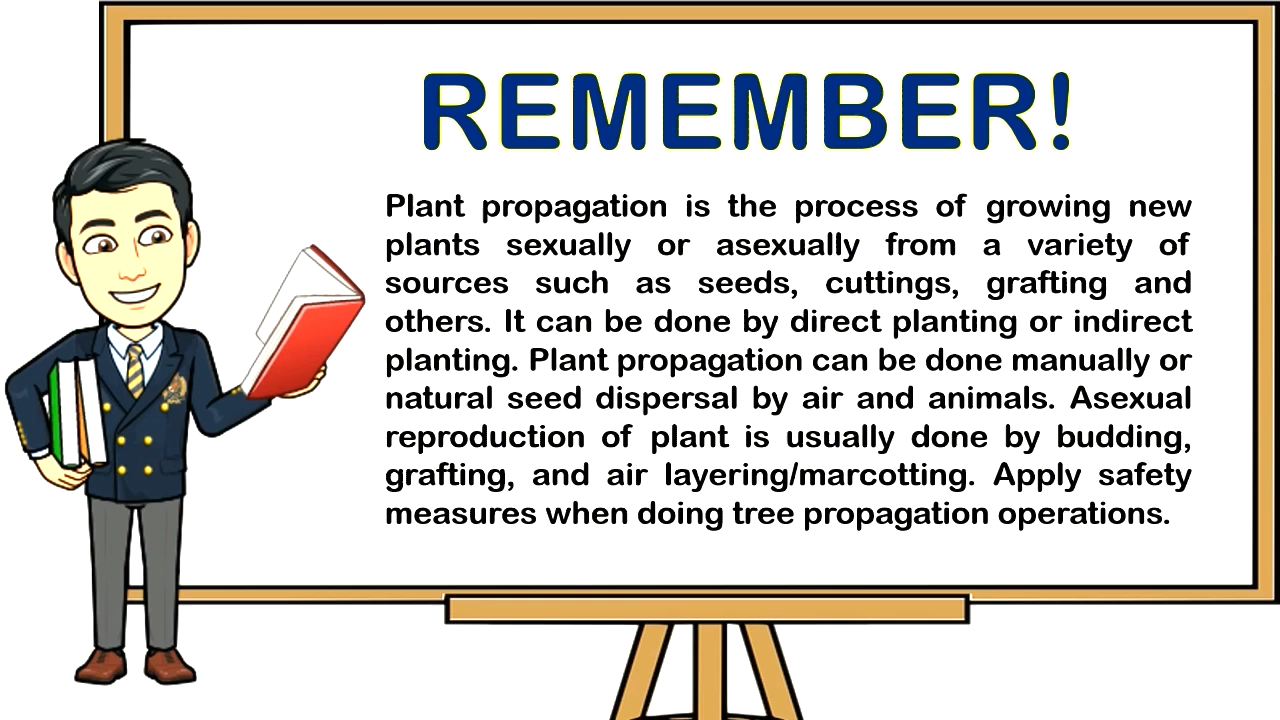 REMEMBER!
Plant propagation is the process of growing new
plants sexually or asexually from a variety of
sources such as seeds, cuttings, grafting and
others. It can be done by direct planting or indirect
planting. Plant propagation can be done manually or
natural seed dispersal by air and animals. Asexual
reproduction of plant is usually done by budding,
grafting, and air layering/marcotting. Apply safety
measures when doing tree propagation operations.